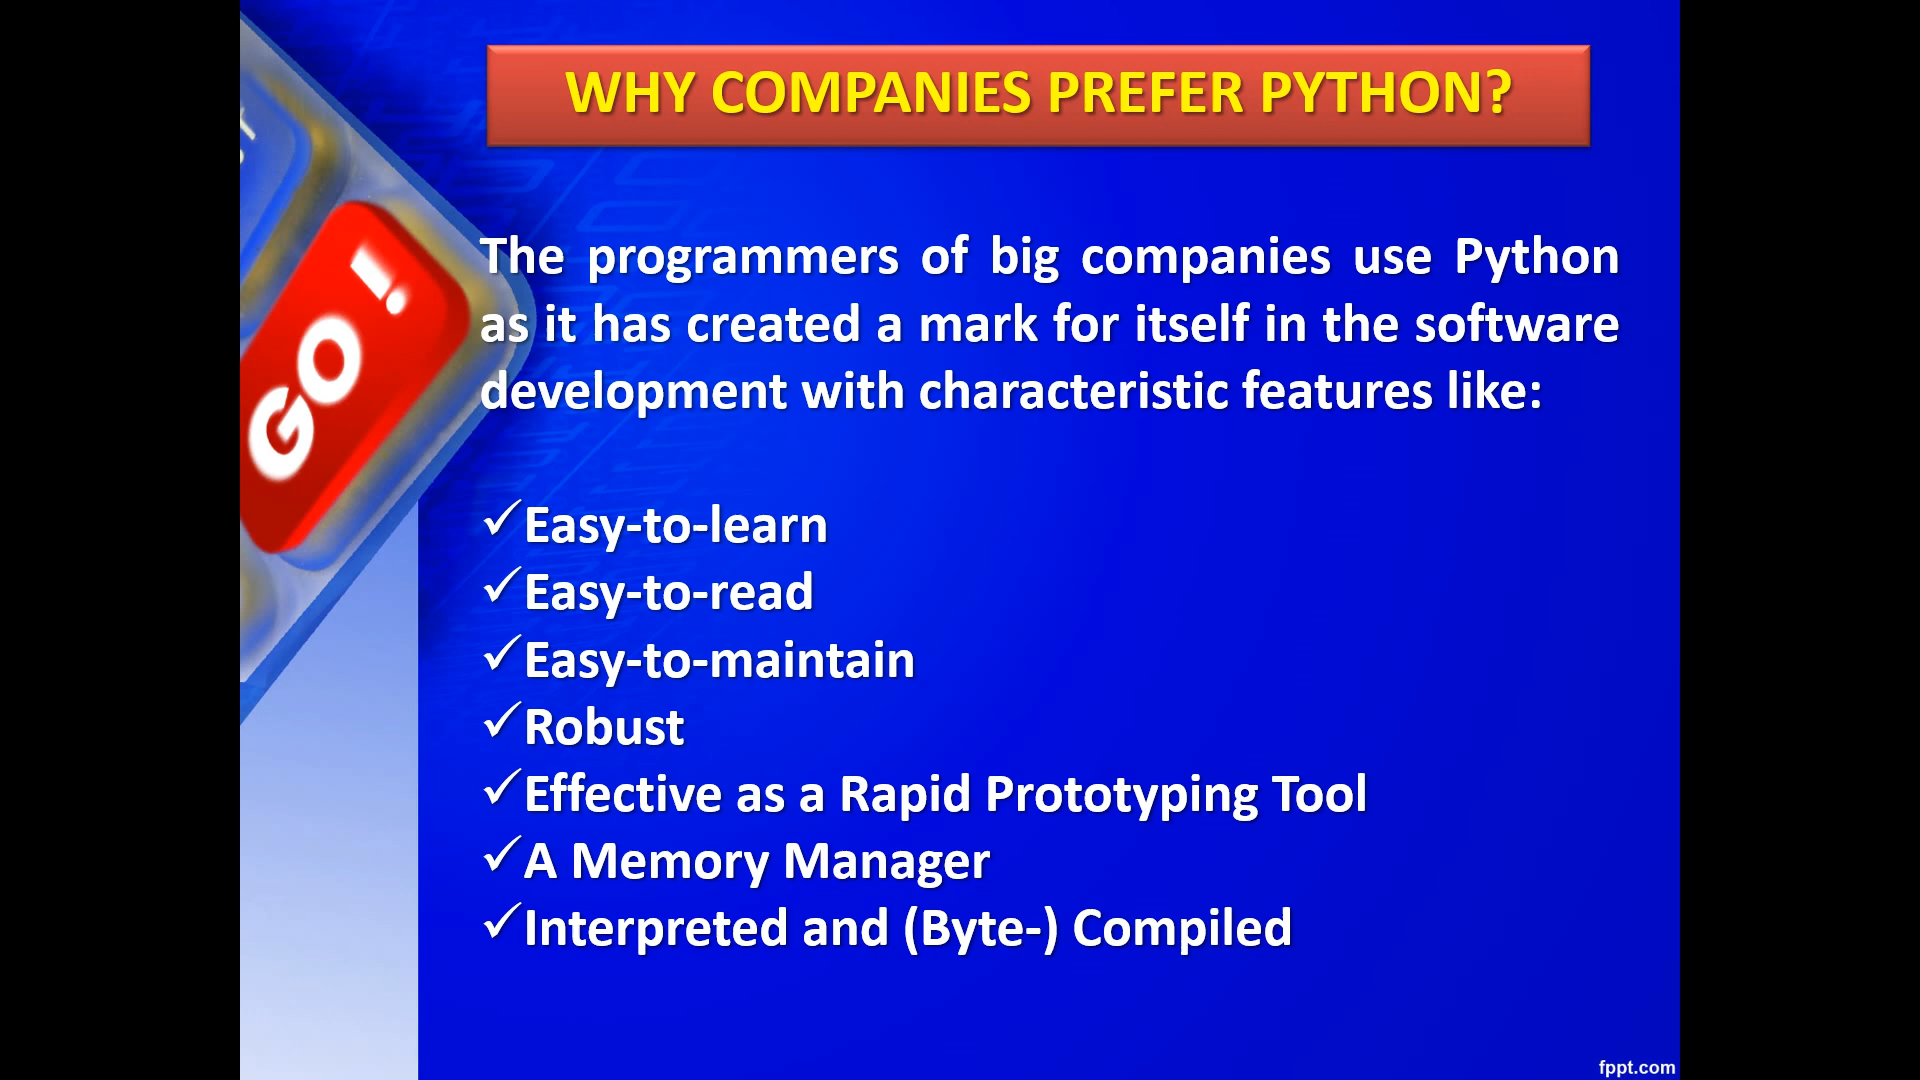 WHY COMPANIES PREFER PYTHON?
The programmers of big companies use Python
as it has created a mark for itself in the software
development with characteristic features like:
✓Easy-to-learn
✓Easy-to-read
✓Easy-to-maintain
✓Robust
✓Effective as a Rapid Prototyping Tool
✓A Memory Manager
✓Interpreted and (Byte-) Compiled
GO!
fppt.com